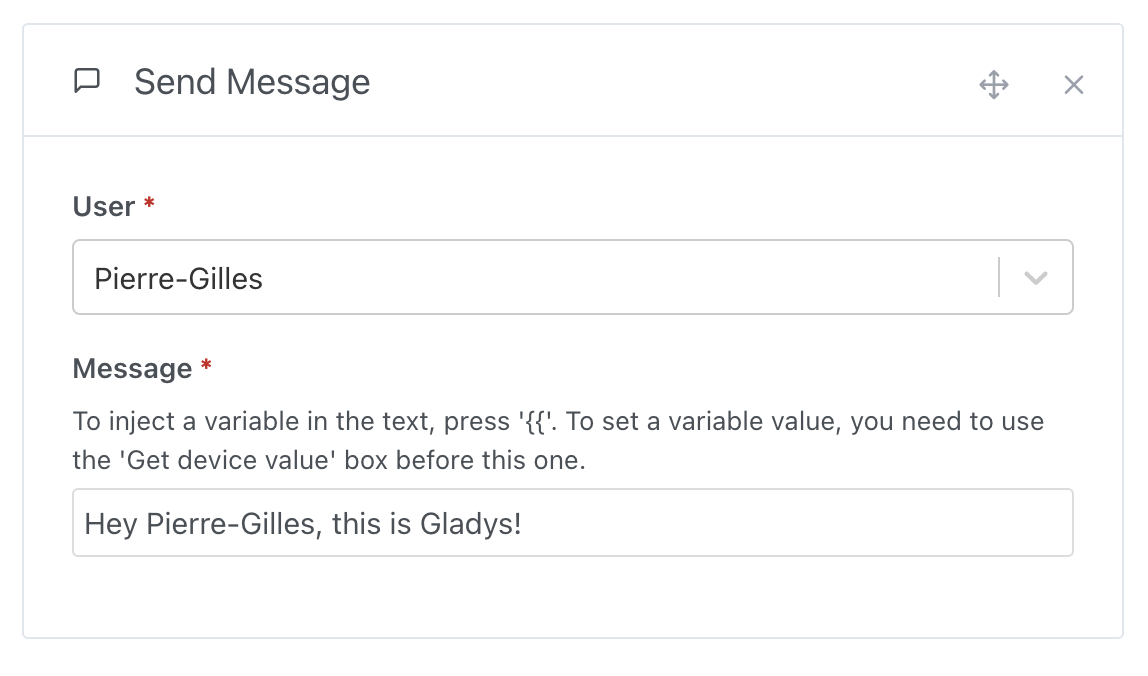 Send Message
User *
Pierre-Gilles
Message *
To inject a variable in the text, press '{{'. To set a variable value, you need to use
the 'Get device value' box before this one.
Hey Pierre-Gilles, this is Gladys!